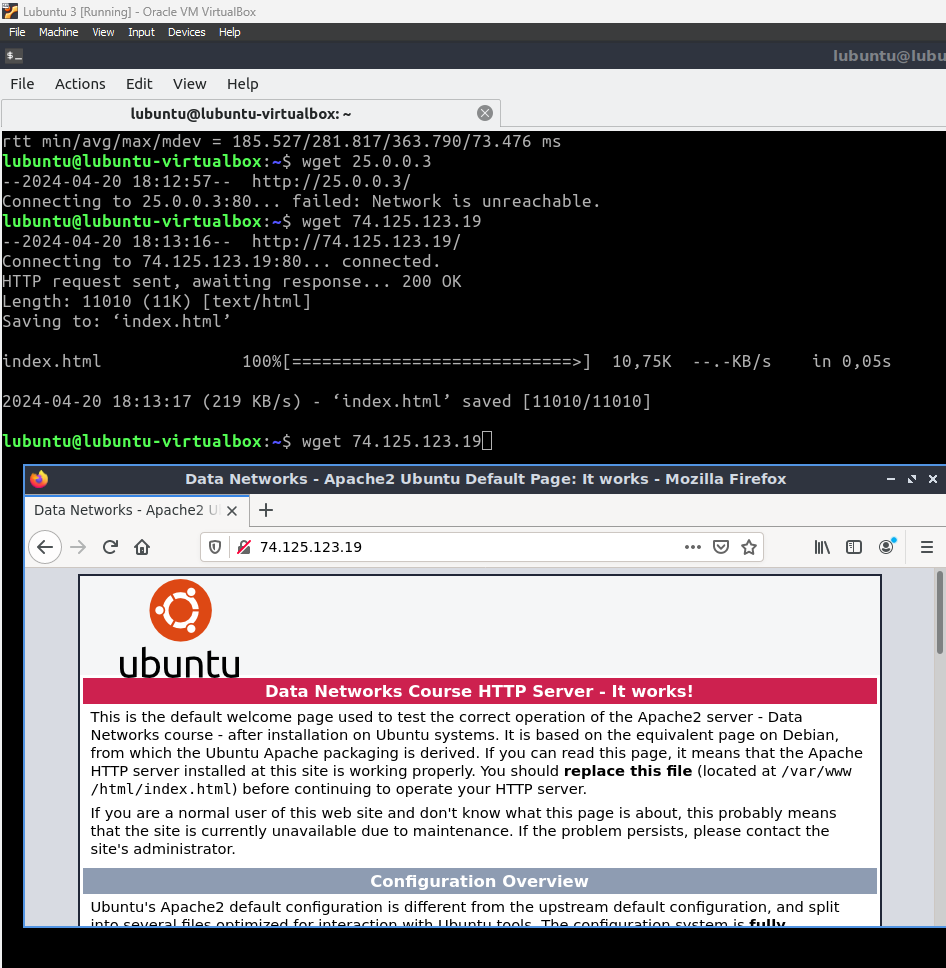 Lubuntu 3 [Running] - Oracle VM VirtualBox
File Machine View Input Devices Help
$_ lubuntu@lubu
File Actions Edit View Help
lubuntu@lubuntu-virtualbox: ~
rtt min/avg/max/mdev = 185.527/281.817/363.790/73.476 ms
lubuntu@lubuntu-virtualbox:~$ wget 25.0.0.3
--2024-04-20 18:12:57-- http://25.0.0.3/
Connecting to 25.0.0.3:80... failed: Network is unreachable.
lubuntu@lubuntu-virtualbox:~$ wget 74.125.123.19
--2024-04-20 18:13:16-- http://74.125.123.19/
Connecting to 74.125.123.19:80... connected.
HTTP request sent, awaiting response... 200 OK
Length: 11010 (11K) [text/html]
Saving to: ‘index.html’
index.html 100%[============================>] 10,75K --.-KB/s in 0,05s
2024-04-20 18:13:17 (219 KB/s) - ‘index.html’ saved [11010/11010]
lubuntu@lubuntu-virtualbox:~$ wget 74.125.123.19
Data Networks - Apache2 Ubuntu Default Page: It works - Mozilla Firefox
Data Networks - Apache2 U
74.125.123.19
ubuntu
Data Networks Course HTTP Server - It works!
This is the default welcome page used to test the correct operation of the Apache2 server - Data
Networks course - after installation on Ubuntu systems. It is based on the equivalent page on Debian,
from which the Ubuntu Apache packaging is derived. If you can read this page, it means that the Apache
HTTP server installed at this site is working properly. You should replace this file (located at /var/www
/html/index.html) before continuing to operate your HTTP server.
If you are a normal user of this web site and don't know what this page is about, this probably means
that the site is currently unavailable due to maintenance. If the problem persists, please contact the
site's administrator.
Configuration Overview
Ubuntu's Apache2 default configuration is different from the upstream default configuration, and split
into several files optimized for interaction with Ubuntu tools. The configuration system is fully